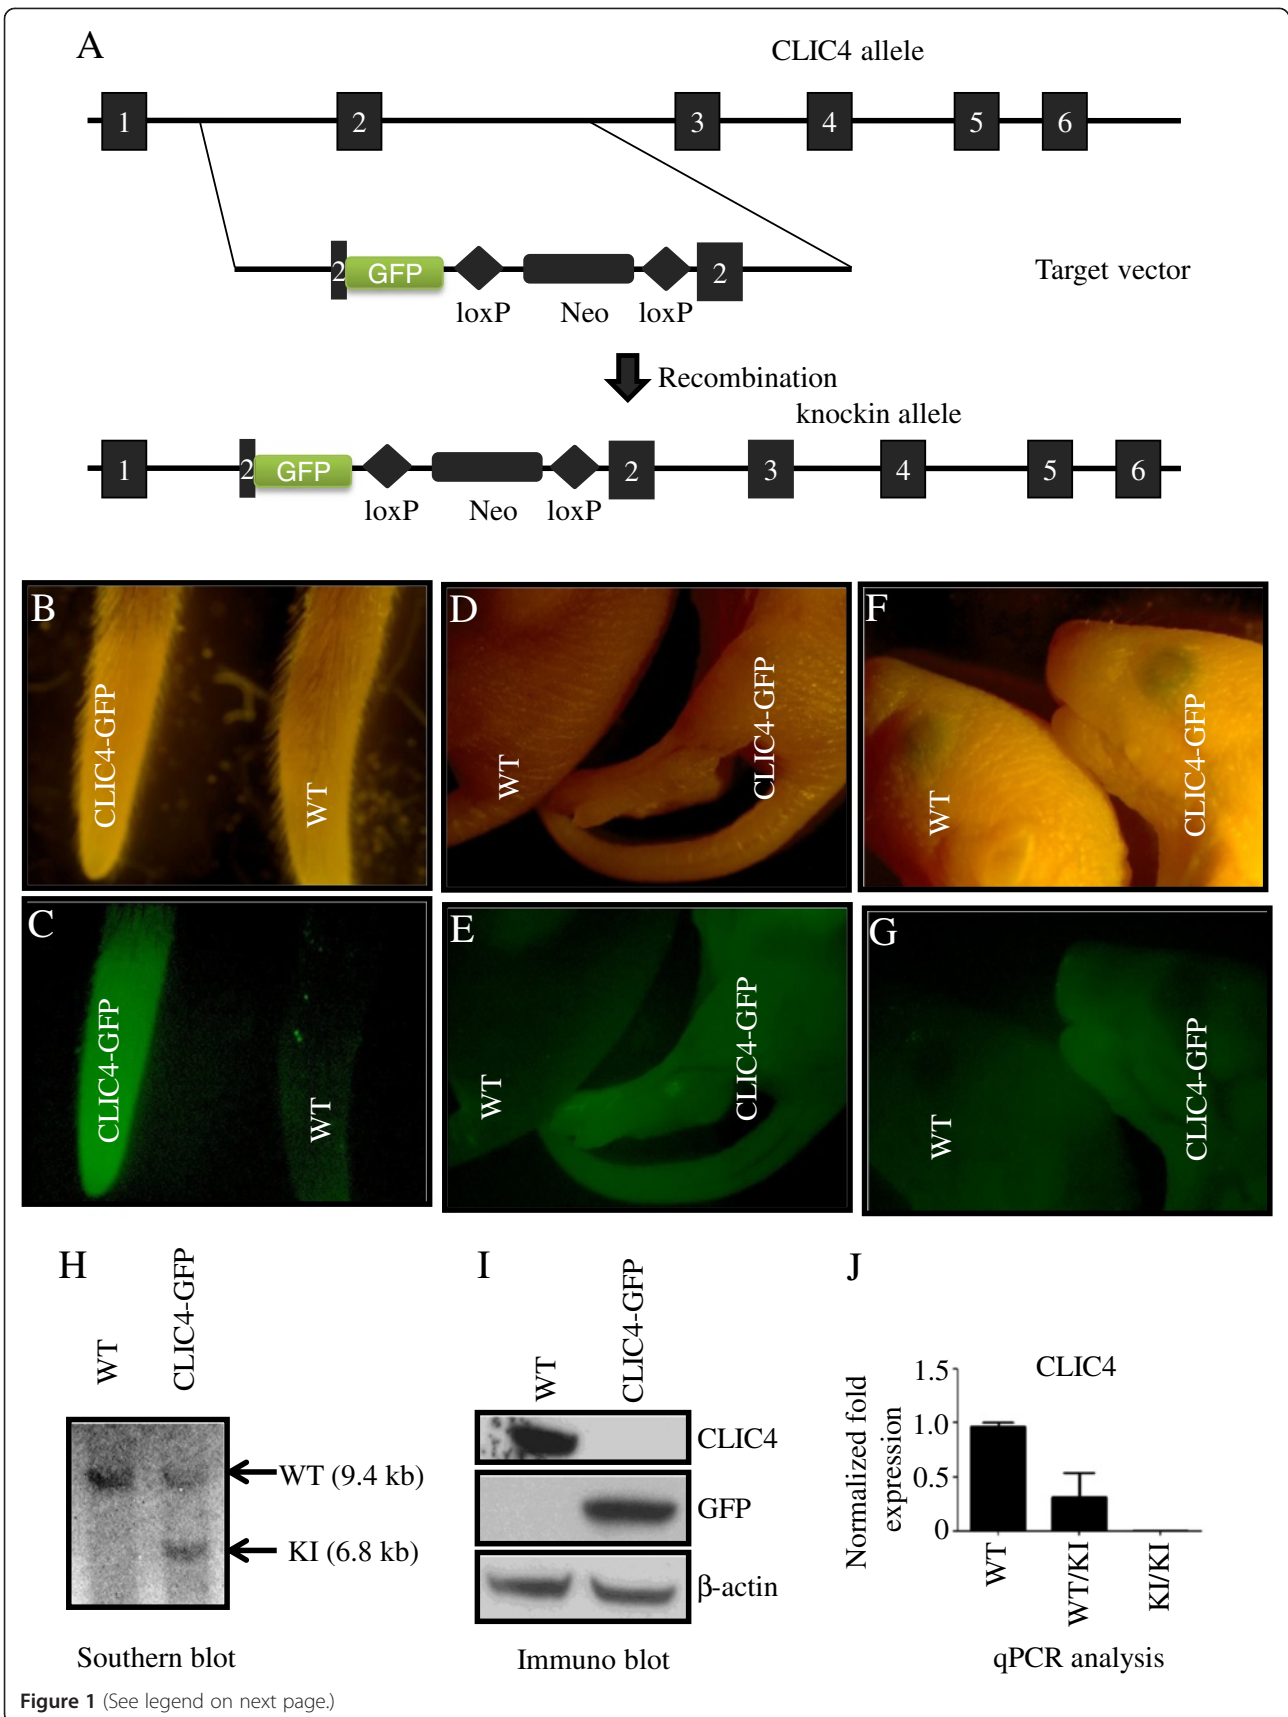 A
CLIC4 allele
1 2 3 4 5 6
2 GFP 2
Target vector
loxP Neo loxP
Recombination
knockin allele
1 2 GFP 2 3 4 5 6
loxP Neo loxP
B
CLIC4-GFP
WT
D
WT
CLIC4-GFP
F
WT
CLIC4-GFP
C
CLIC4-GFP
WT
E
WT
CLIC4-GFP
G
WT
CLIC4-GFP
H
WT
CLIC4-GFP
WT (9.4 kb)
KI (6.8 kb)
Southern blot
I
WT
CLIC4-GFP
CLIC4
GFP
β-actin
Immuno blot
J
CLIC4
Normalized fold
expression
1.5
1.0
0.5
0
WT
WT/KI
KI/KI
qPCR analysis
Figure 1 (See legend on next page.)